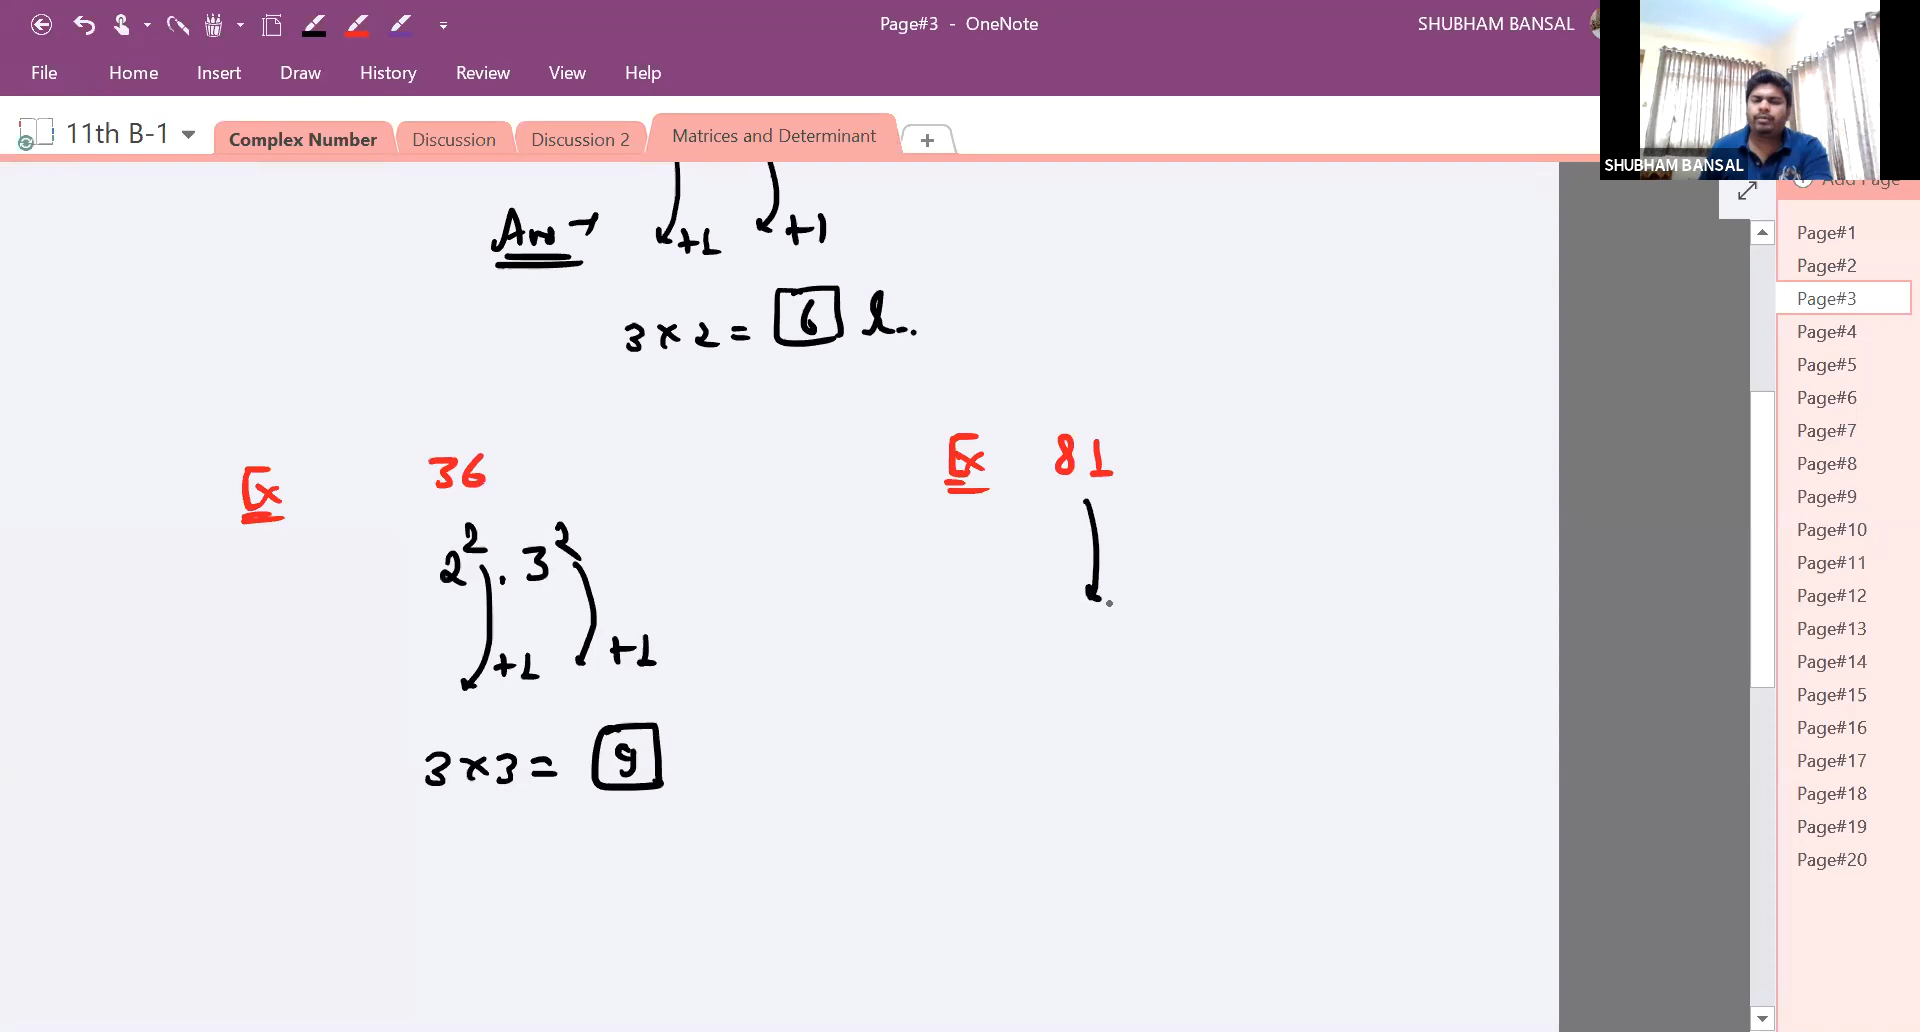 Page#3 - OneNote
SHUBHAM BANSAL
File Home Insert Draw History Review View Help
11th B-1
Complex Number
Discussion
Discussion 2
Matrices and Determinant
SHUBHAM BANSAL
Add Page
Page#1
Page#2
Page#3
Page#4
Page#5
Page#6
Page#7
Page#8
Page#9
Page#10
Page#11
Page#12
Page#13
Page#14
Page#15
Page#16
Page#17
Page#18
Page#19
Page#20
Ans → +1 +1
3 × 2 = 6
Ex 36
2² . 3²
+1 +1
3 × 3 = 9
Ex 81